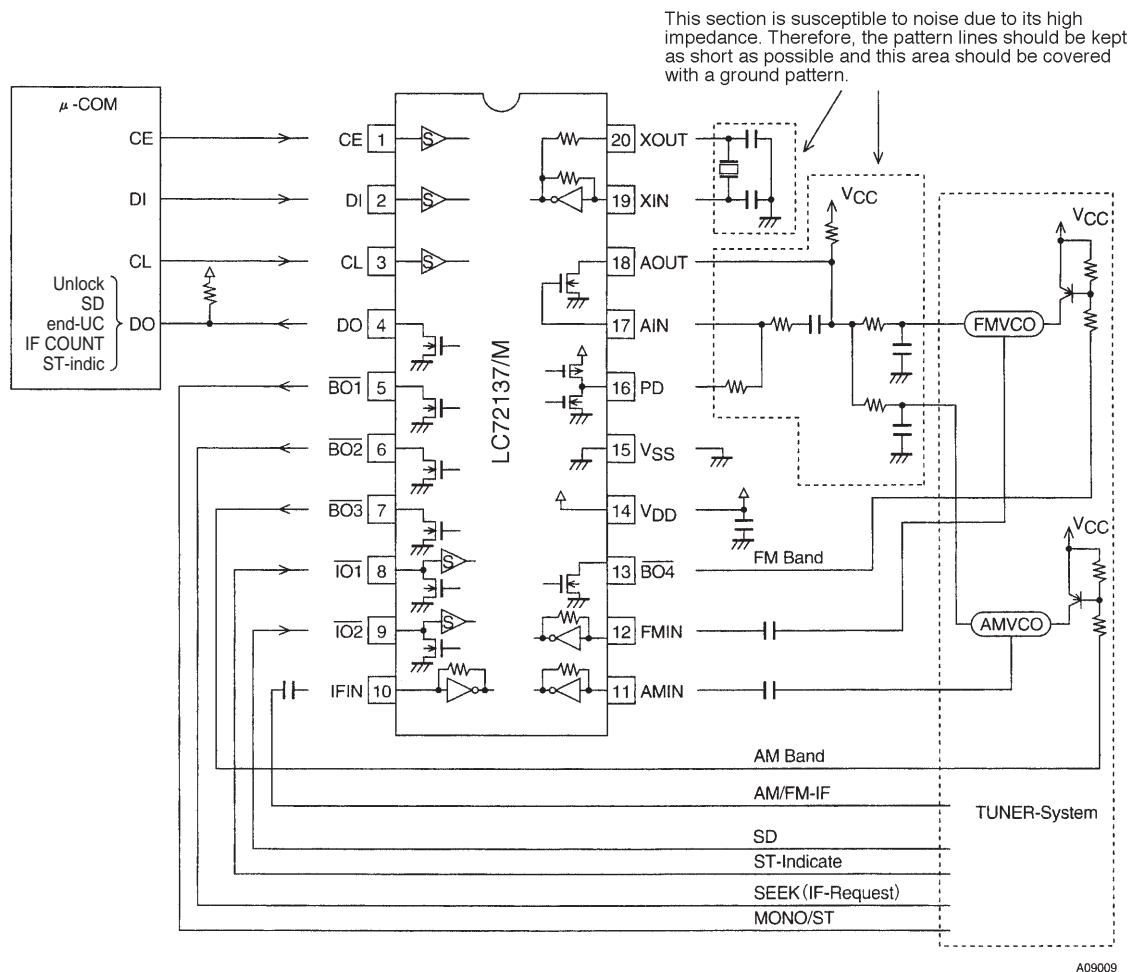 This section is susceptible to noise due to its high
impedance. Therefore, the pattern lines should be kept
as short as possible and this area should be covered
with a ground pattern.
μ-COM
CE
DI
CL
Unlock
SD
end-UC
IF COUNT
ST-indic
DO
CE 1
DI 2
CL 3
DO 4
BO1 5
BO2 6
BO3 7
IO1 8
IO2 9
IFIN 10
S
S
S
S
S
LC72137/M
20 XOUT
19 XIN
18 AOUT
17 AIN
16 PD
15 VSS
14 VDD
13 BO4
12 FMIN
11 AMIN
VCC
VCC
FMVCO
FM Band
VCC
AMVCO
AM Band
AM/FM-IF
TUNER-System
SD
ST-Indicate
SEEK (IF-Request)
MONO/ST
A09009